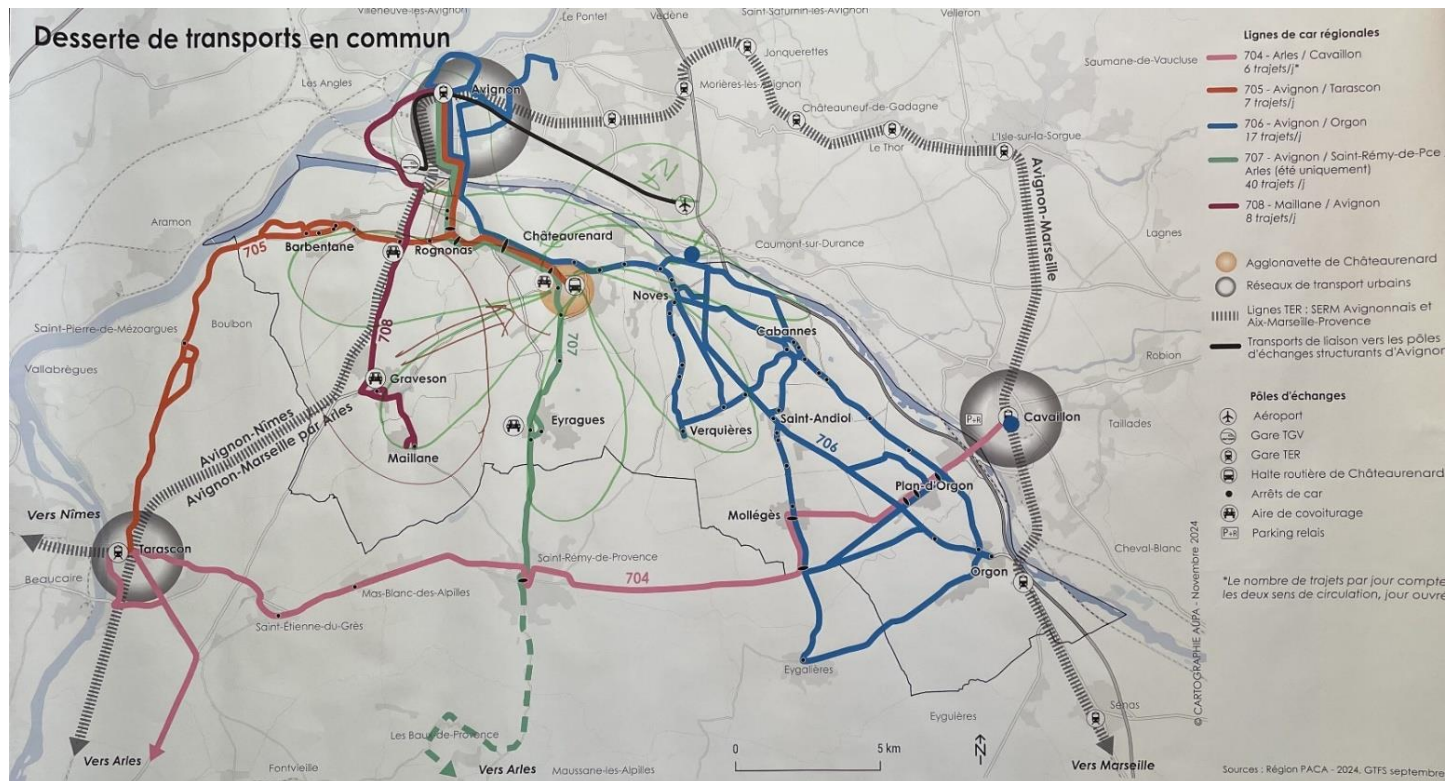 Desserte de transports en commun
Villeneuve-lès-Avignon
Le Pontet
Vedène
Saint-Saturnin-lès-Avignon
Velleron
Jonquerettes
Saumane-de-Vaucluse
Les Angles
Avignon
Morières-lès-Avignon
Châteauneuf-de-Gadagne
Le Thor
L'Isle-sur-la-Sorgue
Aramon
705
Barbentane
Rognonas
Châteaurenard
Caumont-sur-Durance
Avignon-Marseille
Lagnes
Noves
Saint-Pierre-de-Mézoargues
Boulbon
708
707
Cabannes
Robion
Vallabrègues
Graveson
Avignon-Nîmes
Avignon-Marseille par Arles
Eyragues
Verquières
Saint-Andiol
706
P+R
Cavaillon
Taillades
Maillane
Vers Nîmes
Plan-d'Orgon
Mollégès
Tarascon
Beaucaire
Saint-Rémy-de-Provence
704
Orgon
Cheval-Blanc
Mas-Blanc-des-Alpilles
Saint-Étienne-du-Grès
Eygalières
Eyguières
Sénas
Les Baux-de-Provence
Vers Arles
Fontvieille
Vers Arles
Maussane-les-Alpilles
0
5 km
N
Vers Marseille
Lignes de car régionales
704 - Arles / Cavaillon
6 trajets/j*
705 - Avignon / Tarascon
7 trajets/j
706 - Avignon / Orgon
17 trajets/j
707 - Avignon / Saint-Rémy-de-Pce
Arles (été uniquement)
40 trajets /j
708 - Maillane / Avignon
8 trajets/j
Agglonavette de Châteaurenard
Réseaux de transport urbains
Lignes TER : SERM Avignonnais et
Aix-Marseille-Provence
Transports de liaison vers les pôles
d'échanges structurants d'Avignon
Pôles d'échanges
Aéroport
Gare TGV
Gare TER
Halte routière de Châteaurenard
Arrêts de car
Aire de covoiturage
P+R
Parking relais
*Le nombre de trajets par jour compte
les deux sens de circulation, jour ouvré
© CARTOGRAPHIE AUPA - Novembre 2024
Sources : Région PACA - 2024, GTFS septembre